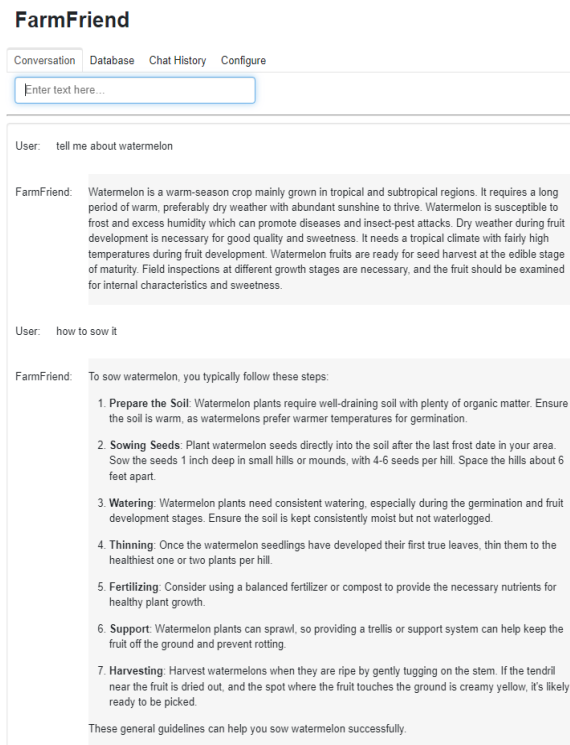 FarmFriend
Conversation Database Chat History Configure
Enter text here...
User: tell me about watermelon
FarmFriend: Watermelon is a warm-season crop mainly grown in tropical and subtropical regions. It requires a long
period of warm, preferably dry weather with abundant sunshine to thrive. Watermelon is susceptible to
frost and excess humidity which can promote diseases and insect-pest attacks. Dry weather during fruit
development is necessary for good quality and sweetness. It needs a tropical climate with fairly high
temperatures during fruit development. Watermelon fruits are ready for seed harvest at the edible stage
of maturity. Field inspections at different growth stages are necessary, and the fruit should be examined
for internal characteristics and sweetness.
User: how to sow it
FarmFriend: To sow watermelon, you typically follow these steps:
1. Prepare the Soil: Watermelon plants require well-draining soil with plenty of organic matter. Ensure
the soil is warm, as watermelons prefer warmer temperatures for germination.
2. Sowing Seeds: Plant watermelon seeds directly into the soil after the last frost date in your area.
Sow the seeds 1 inch deep in small hills or mounds, with 4-6 seeds per hill. Space the hills about 6
feet apart.
3. Watering: Watermelon plants need consistent watering, especially during the germination and fruit
development stages. Ensure the soil is kept consistently moist but not waterlogged.
4. Thinning: Once the watermelon seedlings have developed their first true leaves, thin them to the
healthiest one or two plants per hill.
5. Fertilizing: Consider using a balanced fertilizer or compost to provide the necessary nutrients for
healthy plant growth.
6. Support: Watermelon plants can sprawl, so providing a trellis or support system can help keep the
fruit off the ground and prevent rotting.
7. Harvesting: Harvest watermelons when they are ripe by gently tugging on the stem. If the tendril
near the fruit is dried out, and the spot where the fruit touches the ground is creamy yellow, it's likely
ready to be picked.
These general guidelines can help you sow watermelon successfully.